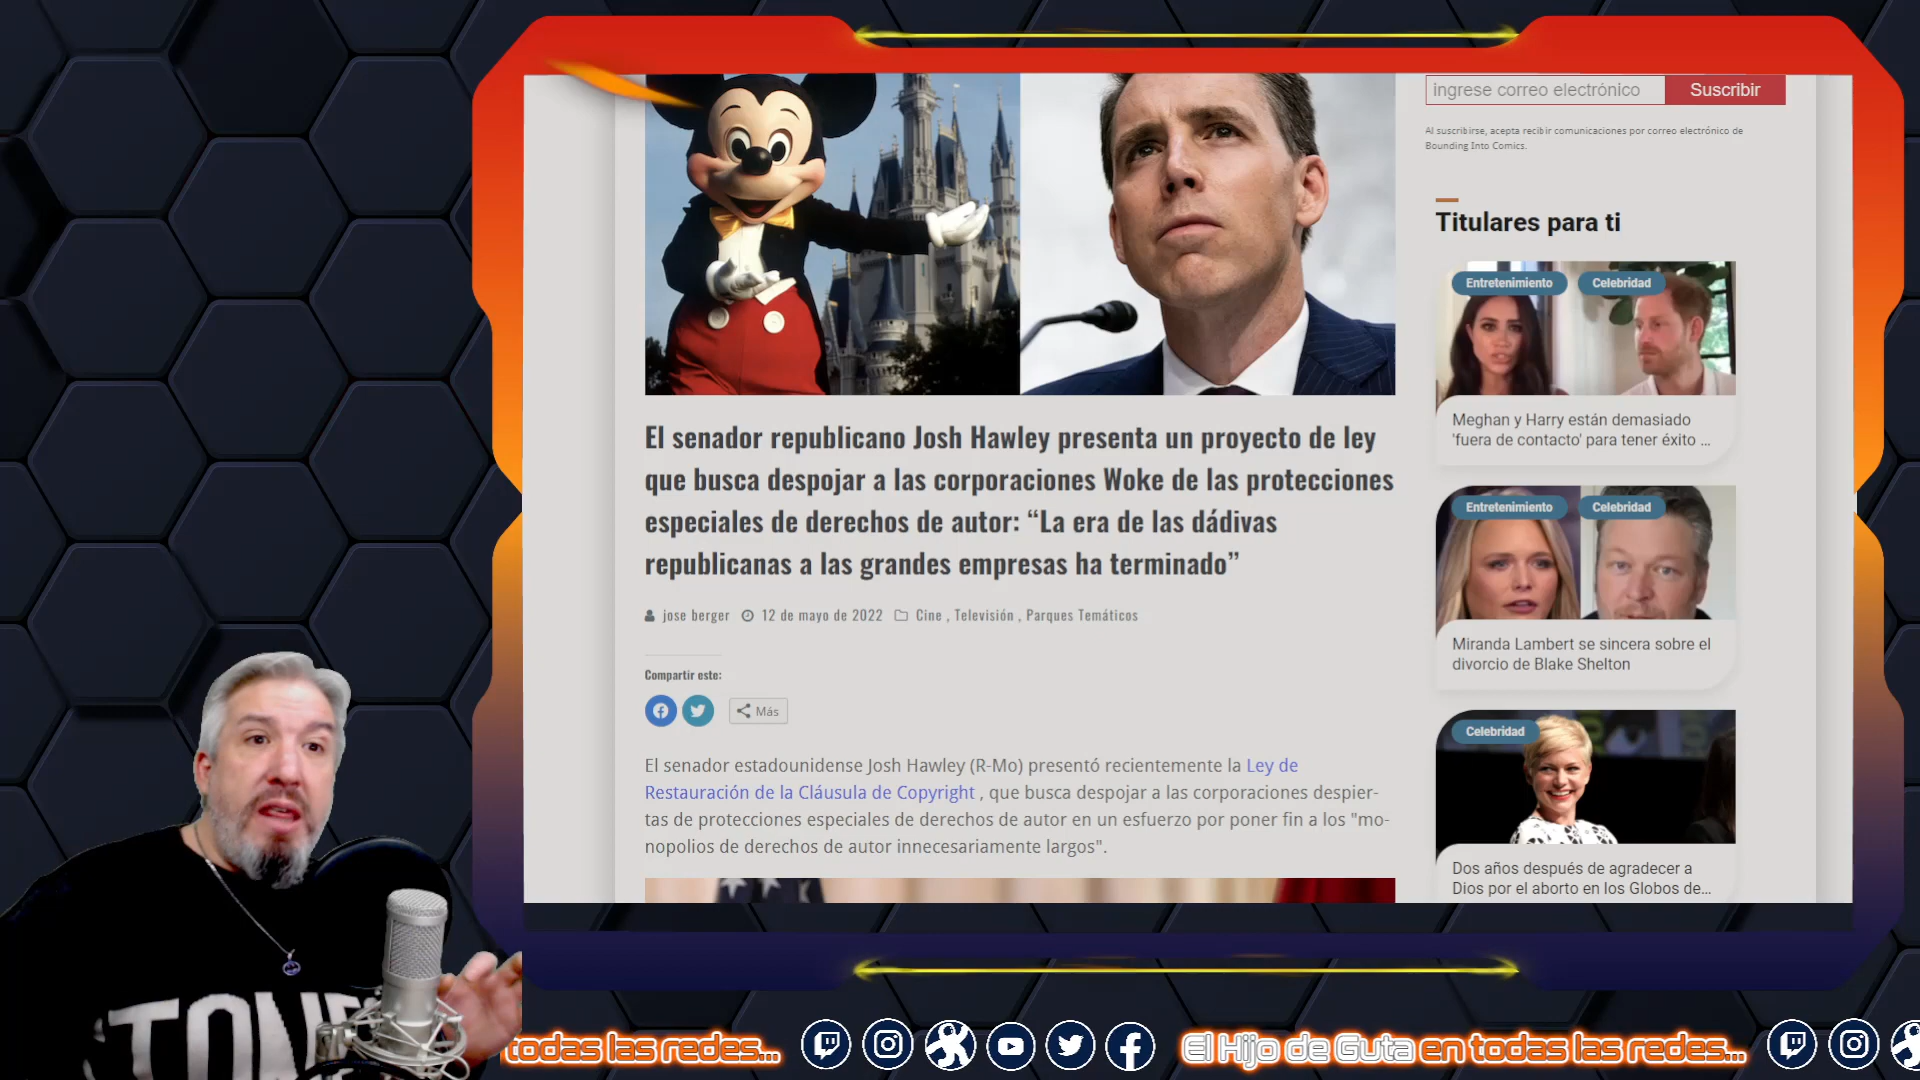 ingrese correo electrónico
Suscribir
Al suscribirse, acepta recibir comunicaciones por correo electrónico de
Bounding Into Comics.
Titulares para ti
Entretenimiento
Celebridad
Meghan y Harry están demasiado
'fuera de contacto' para tener éxito ...
Entretenimiento
Celebridad
Miranda Lambert se sincera sobre el
divorcio de Blake Shelton
Celebridad
Dos años después de agradecer a
Dios por el aborto en los Globos de...
El senador republicano Josh Hawley presenta un proyecto de ley
que busca despojar a las corporaciones Woke de las protecciones
especiales de derechos de autor: “La era de las dádivas
republicanas a las grandes empresas ha terminado”
jose berger 12 de mayo de 2022 Cine , Televisión , Parques Temáticos
Compartir este:
Más
El senador estadounidense Josh Hawley (R-Mo) presentó recientemente la Ley de
Restauración de la Cláusula de Copyright , que busca despojar a las corporaciones despier-
tas de protecciones especiales de derechos de autor en un esfuerzo por poner fin a los "mo-
nopolios de derechos de autor innecesariamente largos".
todas las redes...
El Hijo de Guta en todas las redes...